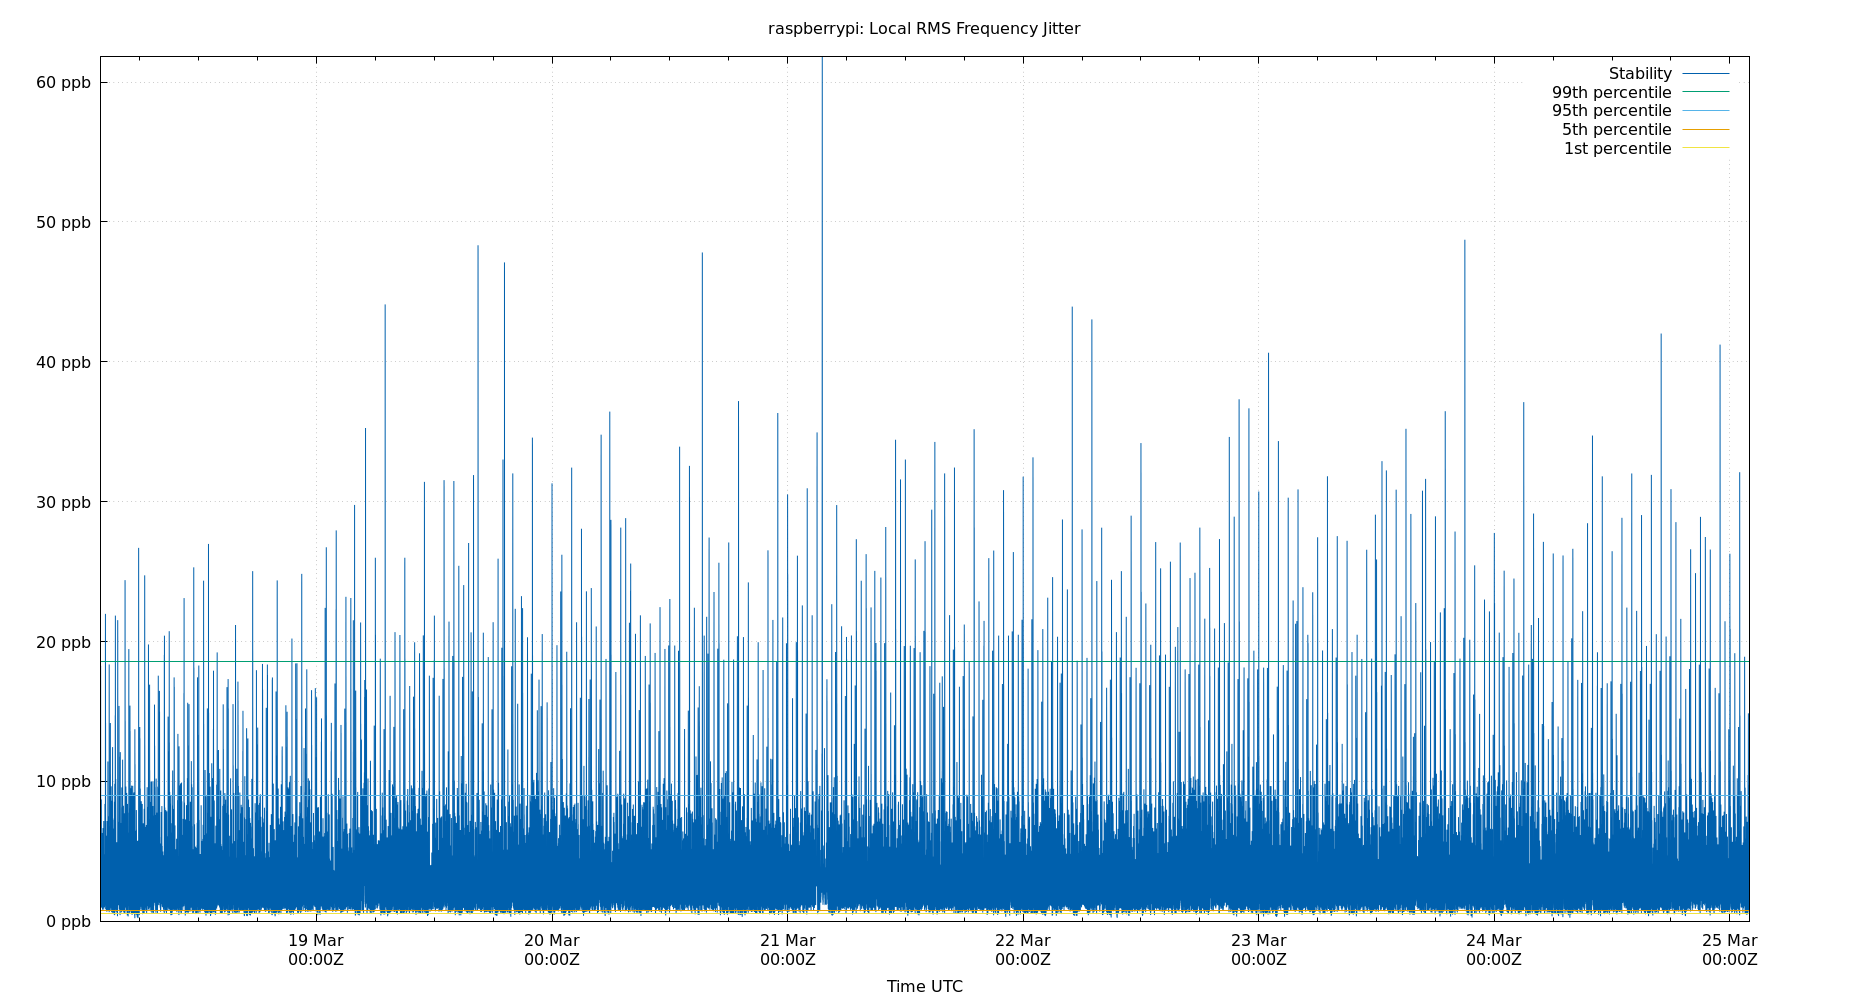 raspberrypi: Local RMS Frequency Jitter
60 ppb
50 ppb
40 ppb
30 ppb
20 ppb
10 ppb
0 ppb
Stability
99th percentile
95th percentile
5th percentile
1st percentile
19 Mar
00:00Z
20 Mar
00:00Z
21 Mar
00:00Z
22 Mar
00:00Z
23 Mar
00:00Z
24 Mar
00:00Z
25 Mar
00:00Z
Time UTC